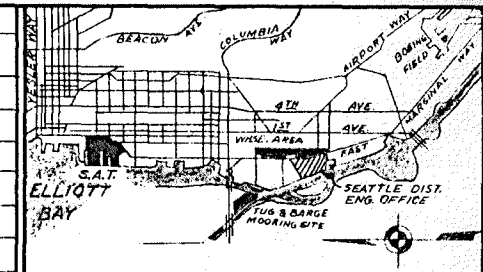 YESLER WAY
BEACON AVE
COLUMBIA WAY
AIRPORT WAY
BOEING FIELD
MARGINAL WAY
4TH AVE
1ST AVE
WHSE. AREA
EAST
S.A.T.
ELLIOTT BAY
SEATTLE DIST. ENG. OFFICE
TUG & BARGE MOORING SITE